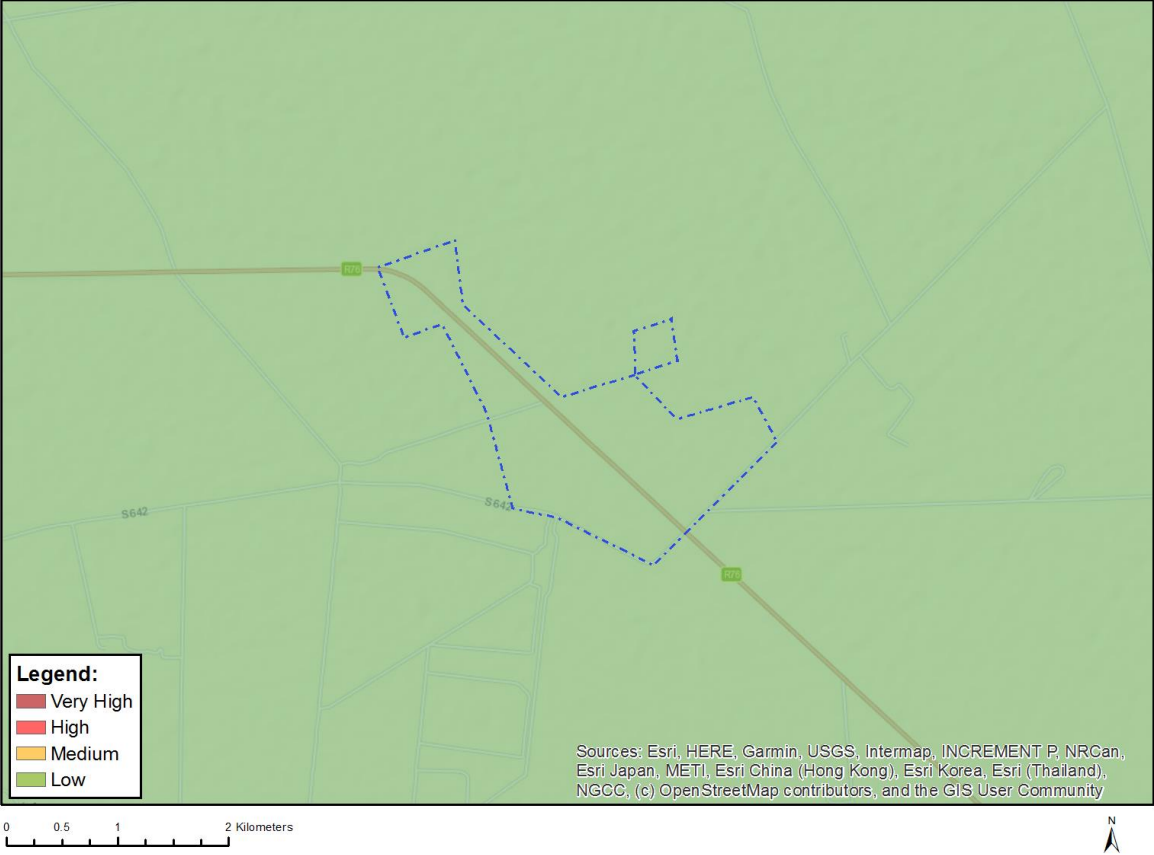 R76
S642
S642
Legend:
Very High
High
Medium
Low
Sources: Esri, HERE, Garmin, USGS, Intermap, INCREMENT P, NRCan,
Esri Japan, METI, Esri China (Hong Kong), Esri Korea, Esri (Thailand),
NGCC, (c) OpenStreetMap contributors, and the GIS User Community
0 0.5 1 2 Kilometers
N